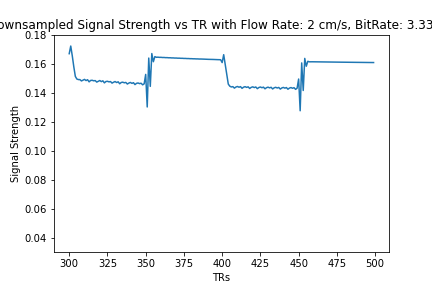 ownsampled Signal Strength vs TR with Flow Rate: 2 cm/s, BitRate: 3.33
0.18
0.16
0.14
0.12
0.10
0.08
0.06
0.04
Signal Strength
300 325 350 375 400 425 450 475 500
TRs